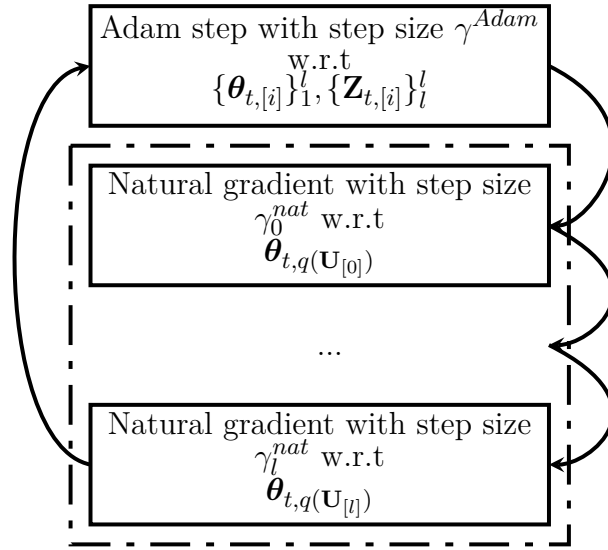 Adam step with step size γ^{Adam}
w.r.t
{θ_{t,[i]}}_1^l, {Z_{t,[i]}}_l^l
Natural gradient with step size
γ_0^{nat} w.r.t
θ_{t,q(U_{[0]})}
...
Natural gradient with step size
γ_l^{nat} w.r.t
θ_{t,q(U_{[l]})}